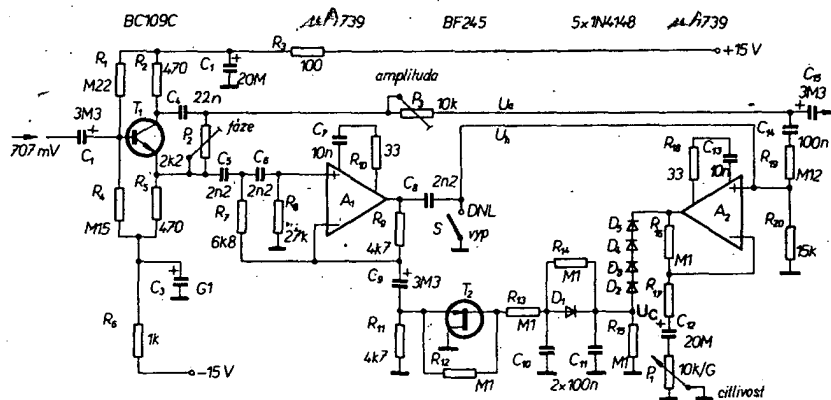 BC109C μA739 BF245 5x1N4148 μA739
R₃
100
+15 V
R₁
M22
R₂
470
C₁
20M
C₄
22n
amplituda
P₃
10k
Uₐ
Uₕ
C₁₅
3M3
3M3
C₁
707 mV
T₁
P₂
fáze
2k2
C₅
2n2
C₆
2n2
C₇
10n
R₁₀
33
A₁
C₈
2n2
S
DNL
vyp
R₁₈
33
C₁₃
10n
A₂
C₁₄
100n
R₁₉
M12
R₂₀
15k
R₄
M15
R₅
470
R₇
6k8
R₈
27k
R₉
4k7
C₉
3M3
D₅
D₄
D₃
D₂
R₁₆
M1
R₁₇
C₃
G1
R₆
1k
−15 V
R₁₁
4k7
T₂
R₁₂
M1
R₁₃
M1
R₁₄
M1
D₁
C₁₀
C₁₁
2×100n
R₁₅
M1
U꜀
C₁₂
20M
P₁
10k/G
citlivost